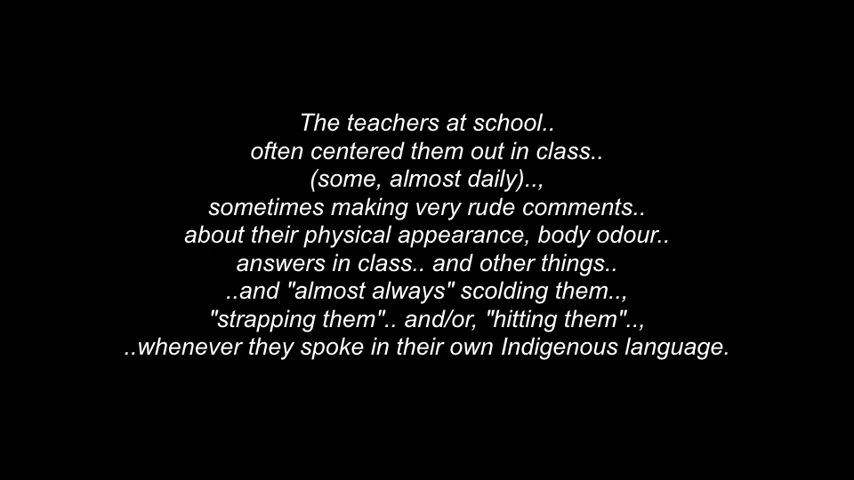 The teachers at school..
often centered them out in class..
(some, almost daily)..,
sometimes making very rude comments..
about their physical appearance, body odour..
answers in class.. and other things..
..and "almost always" scolding them..,
"strapping them".. and/or, "hitting them"..,
..whenever they spoke in their own Indigenous language.